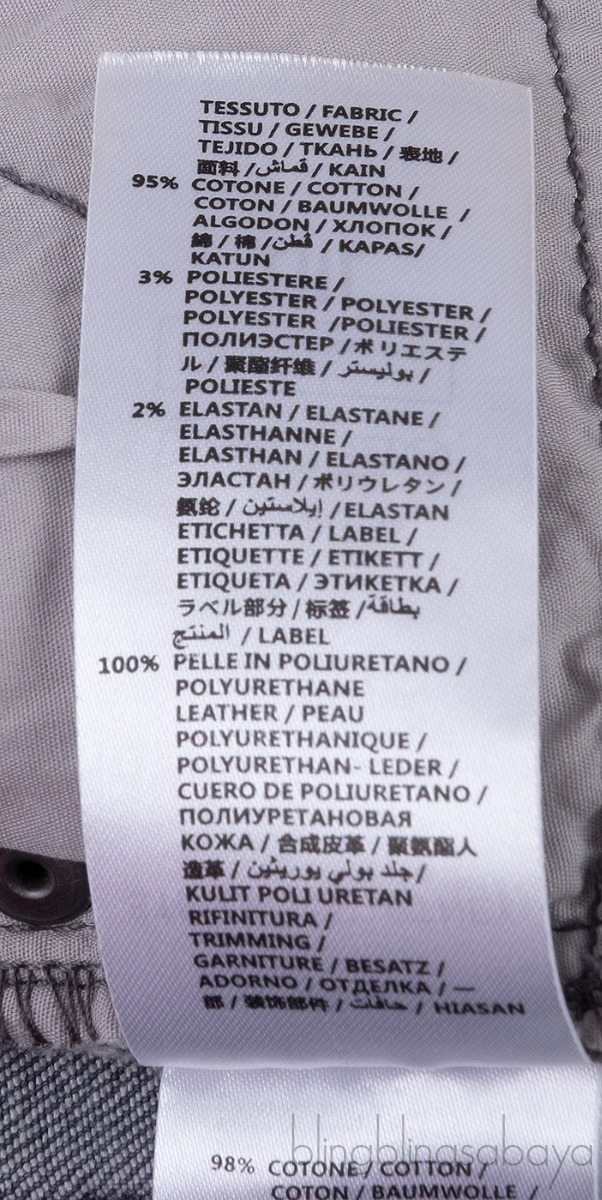 TESSUTO / FABRIC /
TISSU / GEWEBE /
TEJIDO / ТКАНЬ / 表地 /
面料 / قماش / KAIN
95% COTONE / COTTON /
COTON / BAUMWOLLE /
ALGODON / ХЛОПОК /
綿 / 棉 / قطن / KAPAS/
KATUN
3% POLIESTERE /
POLYESTER / POLYESTER /
POLYESTER /POLIESTER /
ПОЛИЭСТЕР /ポリエステ
ル / 聚酯纤维 / بوليستر /
POLIESTE
2% ELASTAN / ELASTANE /
ELASTHANNE /
ELASTHAN / ELASTANO /
ЭЛАСТАН /ポリウレタン /
氨纶 / إيلاستين / ELASTAN
ETICHETTA / LABEL /
ETIQUETTE / ETIKETT /
ETIQUETA / ЭТИКЕТКА /
ラベル部分 / 标签 / بطاقة
المنتج / LABEL
100% PELLE IN POLIURETANO /
POLYURETHANE
LEATHER / PEAU
POLYURETHANIQUE /
POLYURETHAN- LEDER /
CUERO DE POLIURETANO /
ПОЛИУРЕТАНОВАЯ
КОЖА / 合成皮革 / 聚氨酯人
造革 / جلد بولي يوريثين /
KULIT POLI URETAN
RIFINITURA /
TRIMMING /
GARNITURE / BESATZ /
ADORNO / ОТДЕЛКА / 一
部 / 装饰部件 / حافات / HIASAN
98% COTONE / COTTON /
COTON / BAUMWOLLE /
blingblingsabaya